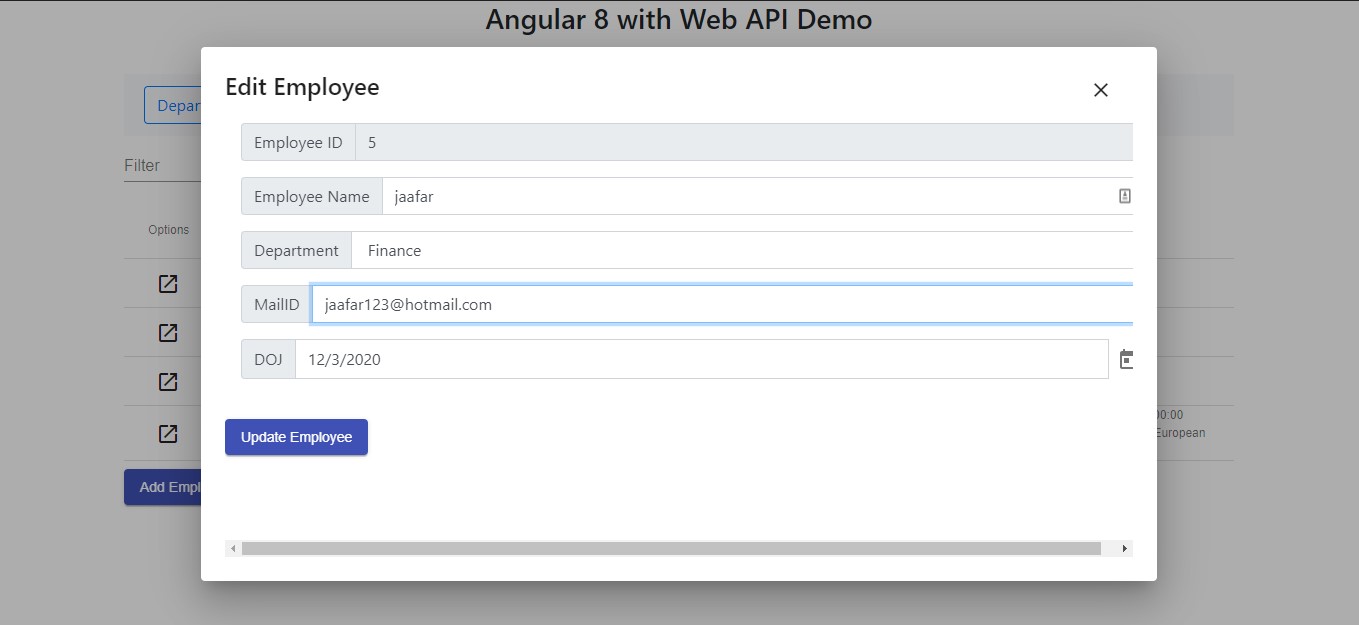 Angular 8 with Web API Demo
Edit Employee
Depar
Employee ID 5
Filter
Employee Name jaafar
Options
Department Finance
MailID jaafar123@hotmail.com
DOJ 12/3/2020
00:00
European
Update Employee
Add Empl